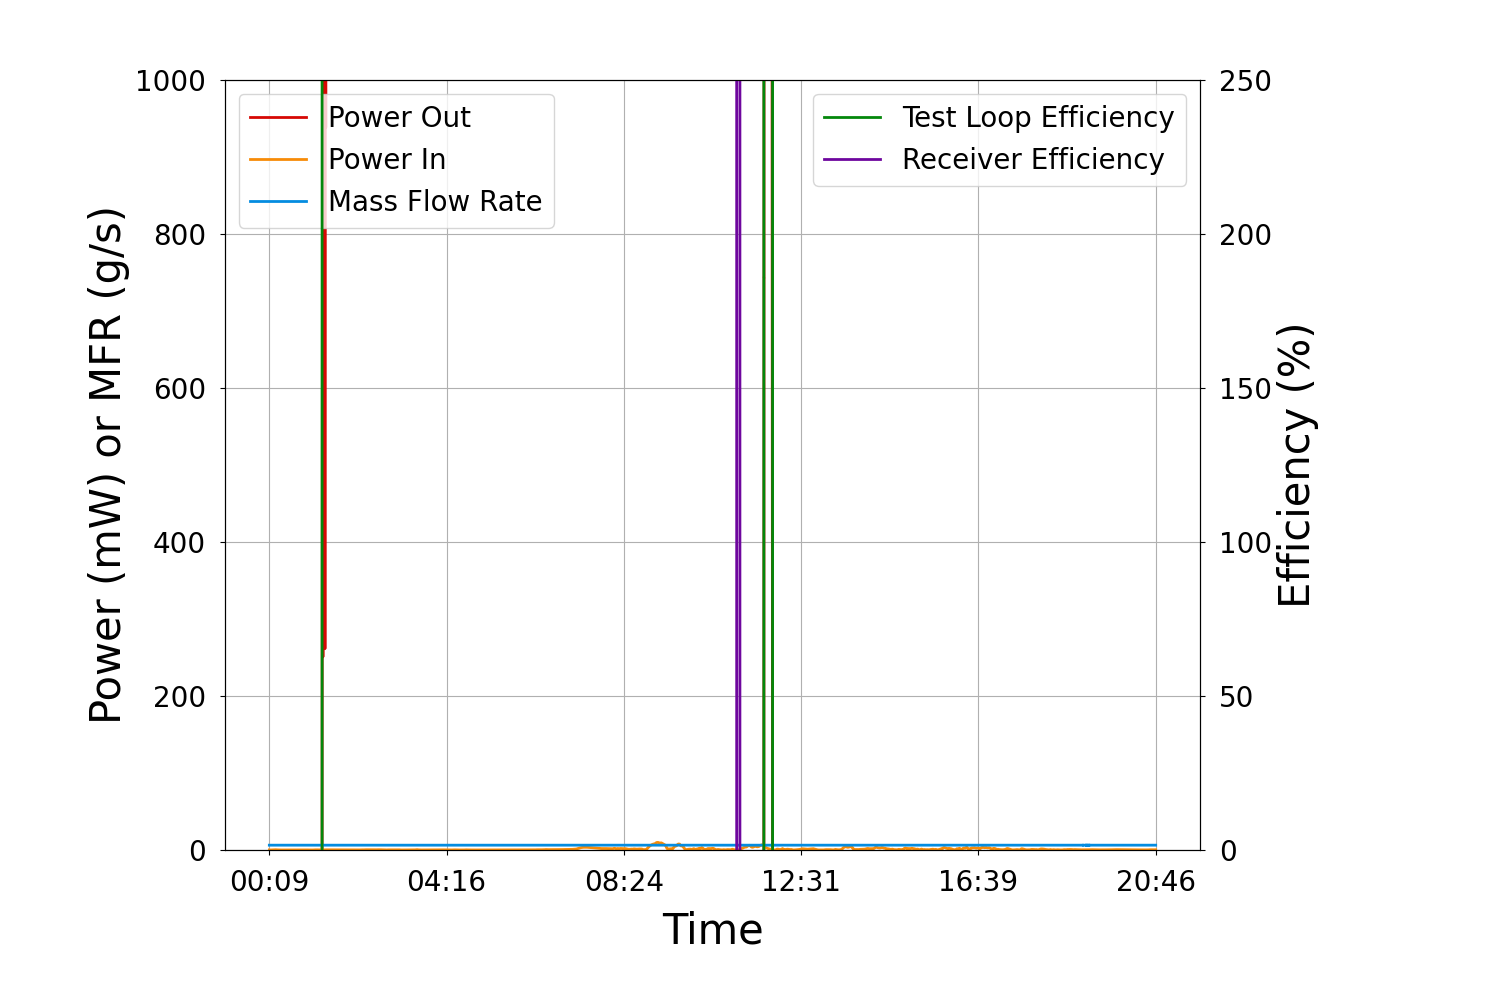 1000
800
600
400
200
0
Power (mW) or MFR (g/s)
Power Out
Power In
Mass Flow Rate
Test Loop Efficiency
Receiver Efficiency
250
200
150
100
50
0
Efficiency (%)
00:09 04:16 08:24 12:31 16:39 20:46
Time